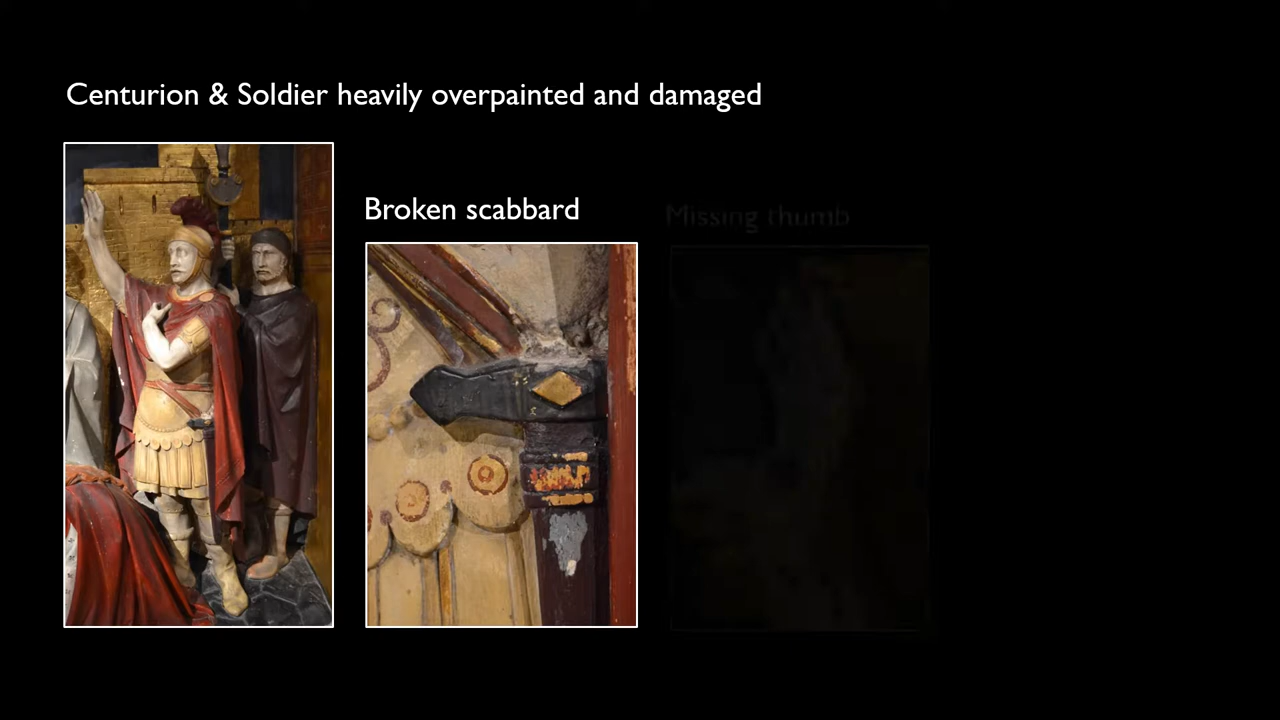 Centurion & Soldier heavily overpainted and damaged
Broken scabbard
Missing thumb